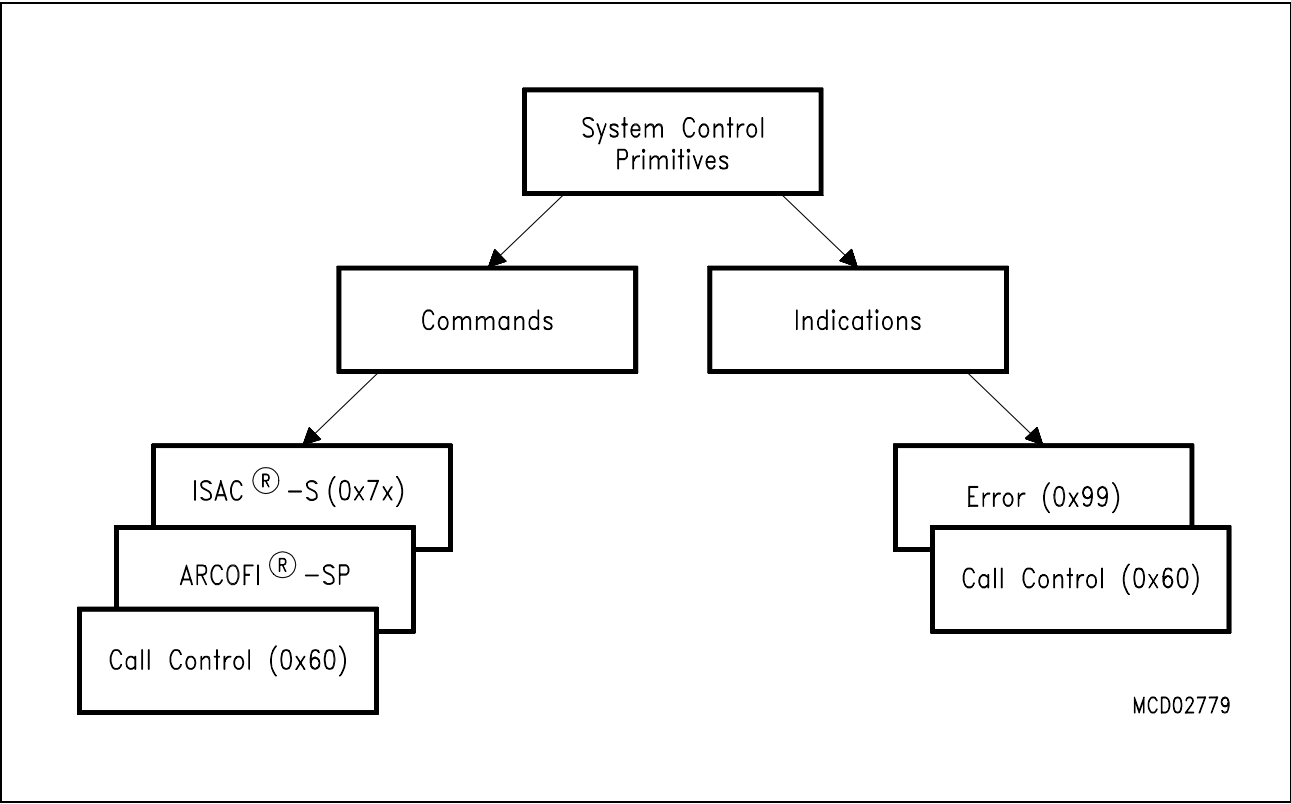 System Control
Primitives
Commands
Indications
ISAC®-S (0x7x)
Error (0x99)
ARCOFI®-SP
Call Control (0x60)
Call Control (0x60)
MCD02779